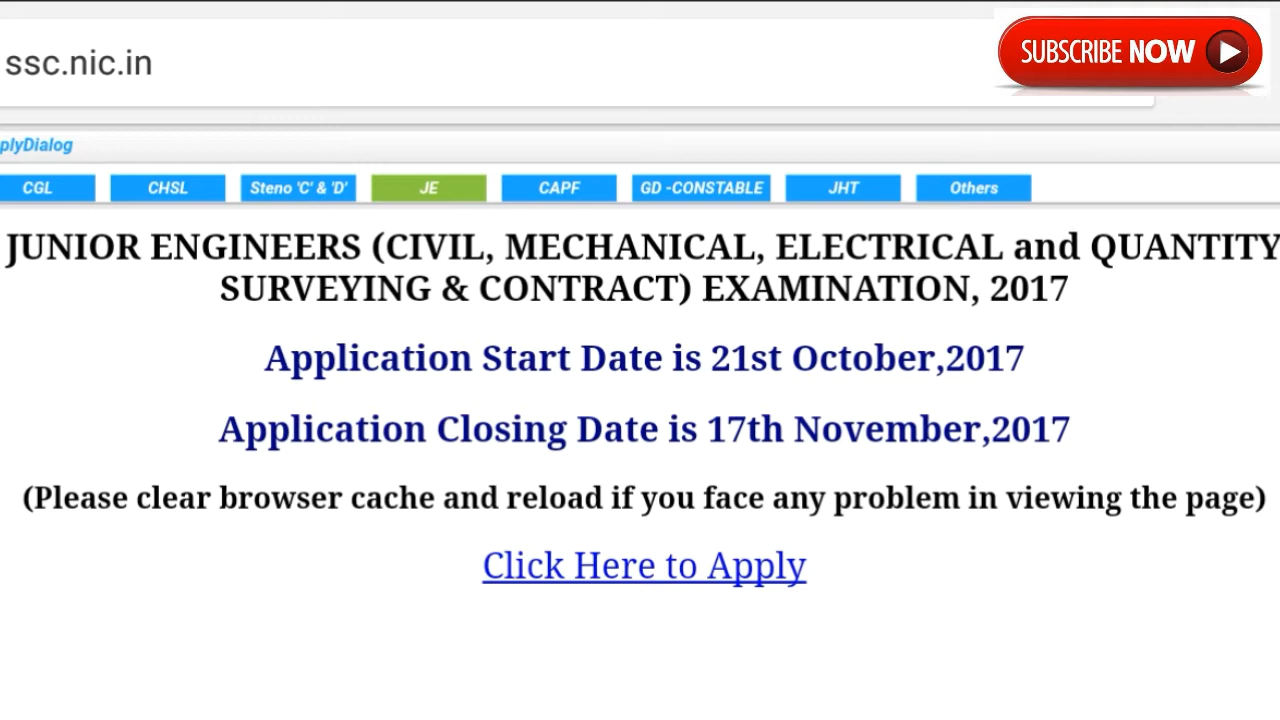 ssc.nic.in
SUBSCRIBE NOW
plyDialog
CGL CHSL Steno 'C' & 'D' JE CAPF GD -CONSTABLE JHT Others
JUNIOR ENGINEERS (CIVIL, MECHANICAL, ELECTRICAL and QUANTITY
SURVEYING & CONTRACT) EXAMINATION, 2017
Application Start Date is 21st October,2017
Application Closing Date is 17th November,2017
(Please clear browser cache and reload if you face any problem in viewing the page)
Click Here to Apply